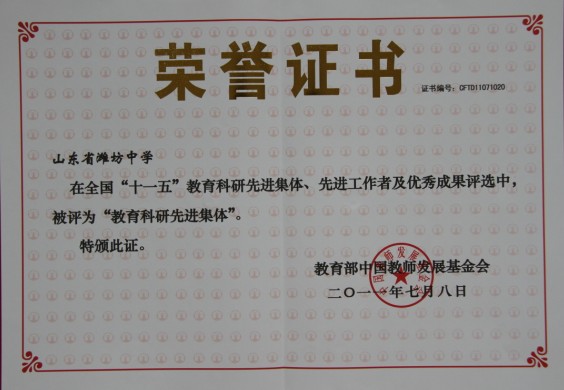 荣誉证书
证书编号：CFTD11071020
山东省潍坊中学
在全国“十一五”教育科研先进集体、先进工作者及优秀成果评选中，
被评为“教育科研先进集体”。
特颁此证。
教育部中国教师发展基金会
二〇一一年七月八日